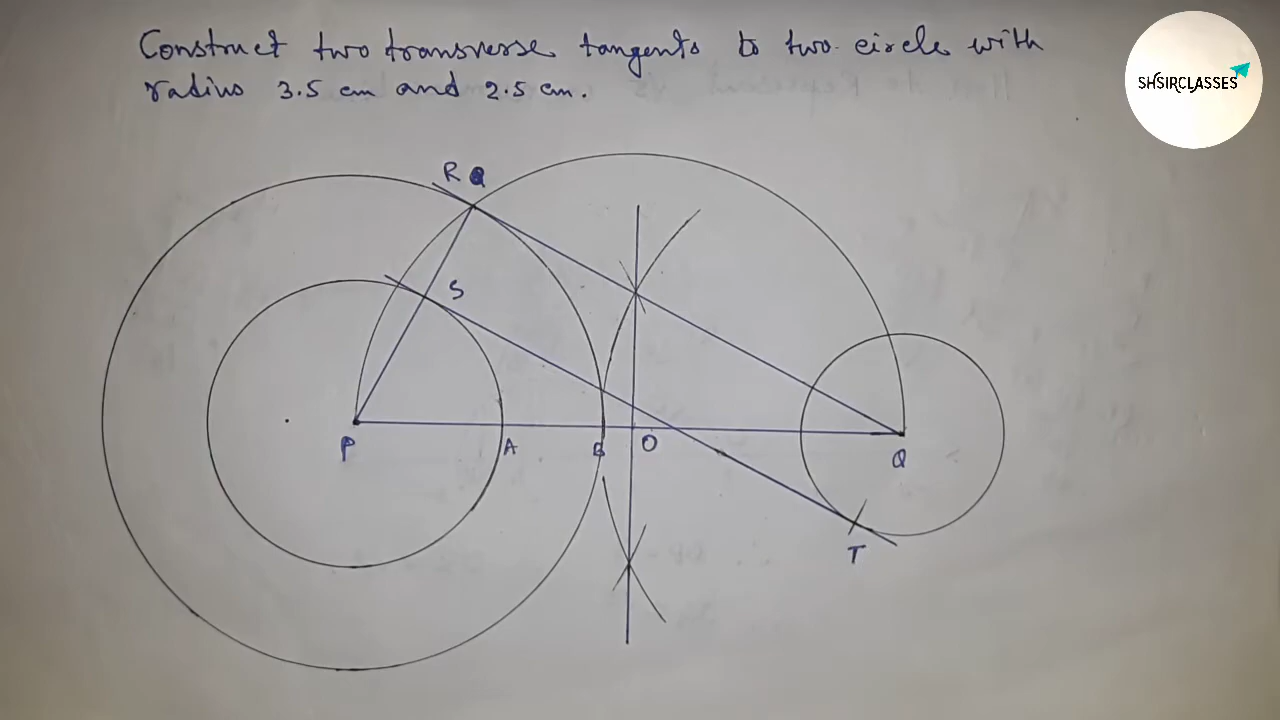 Construct two transverse tangents to two circle with
radius 3.5 cm and 2.5 cm.
SHSIRCLASSES
R
S
P
A
B
O
Q
T